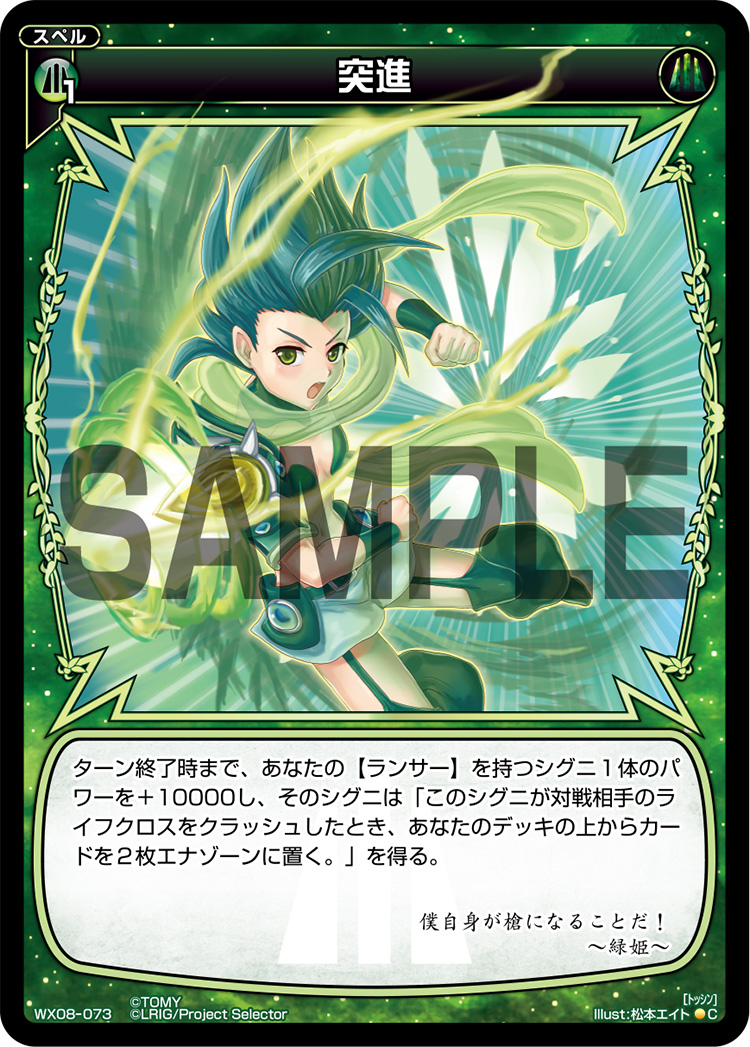 スペル
突進
1
SAMPLE
ターン終了時まで、あなたの【ランサー】を持つシグニ１体のパ
ワーを＋10000し、そのシグニは「このシグニが対戦相手のラ
イフクロスをクラッシュしたとき、あなたのデッキの上からカー
ドを２枚エナゾーンに置く。」を得る。
僕自身が槍になることだ！
～緑姫～
[トッシン]
WX08-073 ©TOMY ©LRIG/Project Selector
Illust:松本エイト C